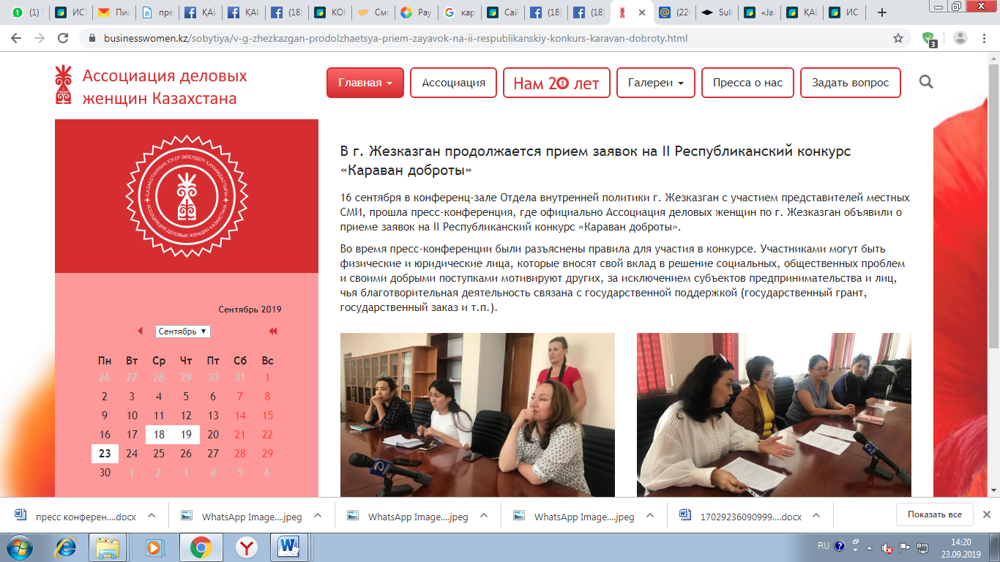 (1) V
ИСТ
Пис
пре
ҚАЙ
ҚАЙ
(18)
КОН
Смо
Pay
кар
Сай
(18)
(18)
(22
Sull
«Jas
ҚАЙ
ИСТ
businesswomen.kz/sobytiya/v-g-zhezkazgan-prodolzhaetsya-priem-zayavok-na-ii-respublikanskiy-konkurs-karavan-dobroty.html
3
Ассоциация деловых
женщин Казахстана
Главная
Ассоциация
Нам 20 лет
Галереи
Пресса о нас
Задать вопрос
ҚАЗАҚСТАННЫҢ ІСКЕР ӘЙЕЛДЕРІ ҚАУЫМДАСТЫҒЫ
АССОЦИАЦИЯ ДЕЛОВЫХ ЖЕНЩИН КАЗАХСТАНА
Сентябрь 2019
Сентябрь
Пн Вт Ср Чт Пт Сб Вс
26 27 28 29 30 31 1
2 3 4 5 6 7 8
9 10 11 12 13 14 15
16 17 18 19 20 21 22
23 24 25 26 27 28 29
30 1 2 3 4 5 6
В г. Жезказган продолжается прием заявок на II Республиканский конкурс
«Караван доброты»
16 сентября в конференц-зале Отдела внутренней политики г. Жезказган с участием представителей местных
СМИ, прошла пресс-конференция, где официально Ассоциация деловых женщин по г. Жезказган объявили о
приеме заявок на II Республиканский конкурс «Караван доброты».
Во время пресс-конференции были разъяснены правила для участия в конкурсе. Участниками могут быть
физические и юридические лица, которые вносят свой вклад в решение социальных, общественных проблем
и своими добрыми поступками мотивируют других, за исключением субъектов предпринимательства и лиц,
чья благотворительная деятельность связана с государственной поддержкой (государственный грант,
государственный заказ и т.п.).
пресс конферен....docx
WhatsApp Image....jpeg
WhatsApp Image....jpeg
WhatsApp Image....jpeg
17029236090999....docx
Показать все
RU
14:20
23.09.2019